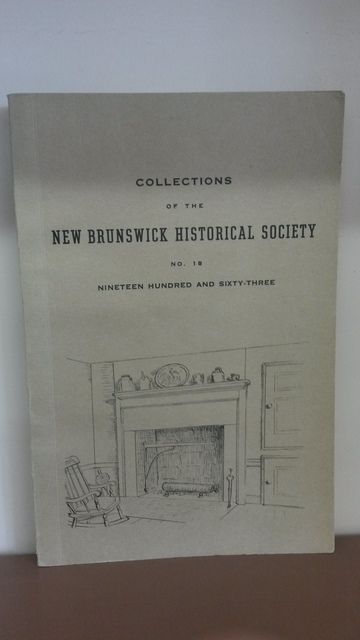 COLLECTIONS
OF THE
NEW BRUNSWICK HISTORICAL SOCIETY
NO. 18
NINETEEN HUNDRED AND SIXTY-THREE